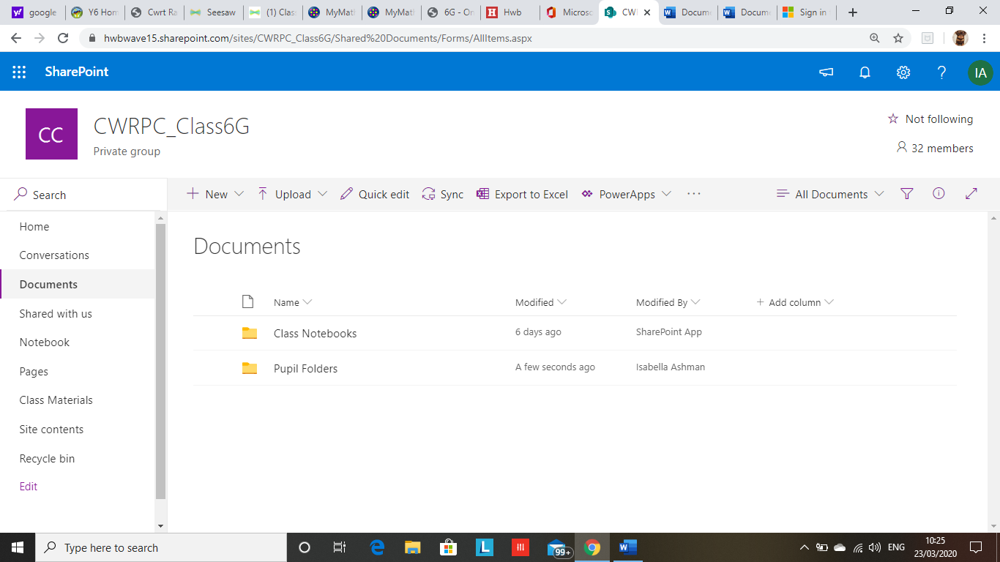 google
Y6 Hom
Cwrt Ra
Seesaw
(1) Clas
MyMath
MyMath
6G - On
Hwb
Micros
CW
Docume
Docume
Sign in
hwbwave15.sharepoint.com/sites/CWRPC_Class6G/Shared%20Documents/Forms/AllItems.aspx
SharePoint
IA
CC
CWRPC_Class6G
Private group
Not following
32 members
Search
New
Upload
Quick edit
Sync
Export to Excel
PowerApps
All Documents
Home
Conversations
Documents
Shared with us
Notebook
Pages
Class Materials
Site contents
Recycle bin
Edit
Documents
Name Modified Modified By Add column
Class Notebooks 6 days ago SharePoint App
Pupil Folders A few seconds ago Isabella Ashman
Type here to search
99+
ENG
10:25
23/03/2020